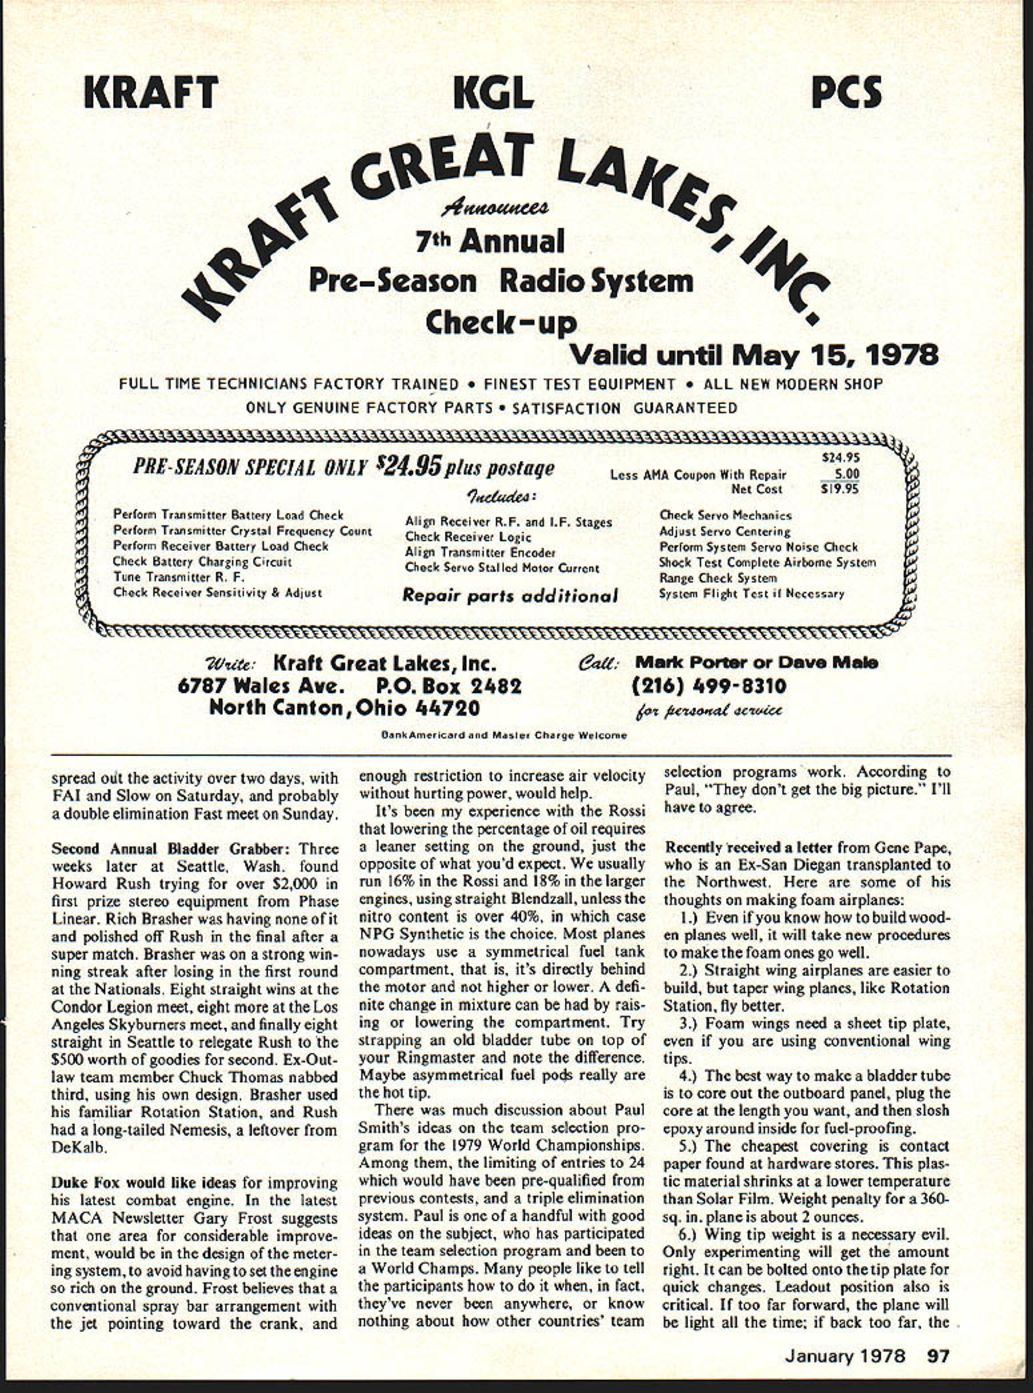 KRAFT KGL PCS
KRAFT GREAT LAKES, INC.
Announces
7th Annual
Pre-Season Radio System
Check-up
Valid until May 15, 1978
FULL TIME TECHNICIANS FACTORY TRAINED • FINEST TEST EQUIPMENT • ALL NEW MODERN SHOP
ONLY GENUINE FACTORY PARTS • SATISFACTION GUARANTEED
PRE-SEASON SPECIAL ONLY $24.95 plus postage
$24.95
Less AMA Coupon With Repair 5.00
Net Cost $19.95
Includes:
Perform Transmitter Battery Load Check
Perform Transmitter Crystal Frequency Count
Perform Receiver Battery Load Check
Check Battery Charging Circuit
Tune Transmitter R. F.
Check Receiver Sensitivity & Adjust
Align Receiver R.F. and I.F. Stages
Check Receiver Logic
Align Transmitter Encoder
Check Servo Stalled Motor Current
Repair parts additional
Check Servo Mechanics
Adjust Servo Centering
Perform System Servo Noise Check
Shock Test Complete Airborne System
Range Check System
System Flight Test if Necessary
Write: Kraft Great Lakes, Inc.
6787 Wales Ave. P.O. Box 2482
North Canton, Ohio 44720
Call: Mark Porter or Dave Male
(216) 499-8310
for personal service
BankAmericard and Master Charge Welcome
spread out the activity over two days, with
FAI and Slow on Saturday, and probably
a double elimination Fast meet on Sunday.
Second Annual Bladder Grabber: Three
weeks later at Seattle, Wash. found
Howard Rush trying for over $2,000 in
first prize stereo equipment from Phase
Linear. Rich Brasher was having none of it
and polished off Rush in the final after a
super match. Brasher was on a strong win-
ning streak after losing in the first round
at the Nationals. Eight straight wins at the
Condor Legion meet, eight more at the Los
Angeles Skyburners meet, and finally eight
straight in Seattle to relegate Rush to the
$500 worth of goodies for second. Ex-Out-
law team member Chuck Thomas nabbed
third, using his own design. Brasher used
his familiar Rotation Station, and Rush
had a long-tailed Nemesis, a leftover from
DeKalb.
Duke Fox would like ideas for improving
his latest combat engine. In the latest
MACA Newsletter Gary Frost suggests
that one area for considerable improve-
ment, would be in the design of the meter-
ing system, to avoid having to set the engine
so rich on the ground. Frost believes that a
conventional spray bar arrangement with
the jet pointing toward the crank, and
enough restriction to increase air velocity
without hurting power, would help.
It's been my experience with the Rossi
that lowering the percentage of oil requires
a leaner setting on the ground, just the
opposite of what you'd expect. We usually
run 16% in the Rossi and 18% in the larger
engines, using straight Blendzall, unless the
nitro content is over 40%, in which case
NPG Synthetic is the choice. Most planes
nowadays use a symmetrical fuel tank
compartment, that is, it's directly behind
the motor and not higher or lower. A defi-
nite change in mixture can be had by rais-
ing or lowering the compartment. Try
strapping an old bladder tube on top of
your Ringmaster and note the difference.
Maybe asymmetrical fuel pods really are
the hot tip.
There was much discussion about Paul
Smith's ideas on the team selection pro-
gram for the 1979 World Championships.
Among them, the limiting of entries to 24
which would have been pre-qualified from
previous contests, and a triple elimination
system. Paul is one of a handful with good
ideas on the subject, who has participated
in the team selection program and been to
a World Champs. Many people like to tell
the participants how to do it when, in fact,
they've never been anywhere, or know
nothing about how other countries' team
selection programs work. According to
Paul, "They don't get the big picture." I'll
have to agree.
Recently received a letter from Gene Pape,
who is an Ex-San Diegan transplanted to
the Northwest. Here are some of his
thoughts on making foam airplanes:
1.) Even if you know how to build wood-
en planes well, it will take new procedures
to make the foam ones go well.
2.) Straight wing airplanes are easier to
build, but taper wing planes, like Rotation
Station, fly better.
3.) Foam wings need a sheet tip plate,
even if you are using conventional wing
tips.
4.) The best way to make a bladder tube
is to core out the outboard panel, plug the
core at the length you want, and then slosh
epoxy around inside for fuel-proofing.
5.) The cheapest covering is contact
paper found at hardware stores. This plas-
tic material shrinks at a lower temperature
than Solar Film. Weight penalty for a 360-
sq. in. plane is about 2 ounces.
6.) Wing tip weight is a necessary evil.
Only experimenting will get the amount
right. It can be bolted onto the tip plate for
quick changes. Leadout position also is
critical. If too far forward, the plane will
be light all the time; if back too far, the
January 1978 97